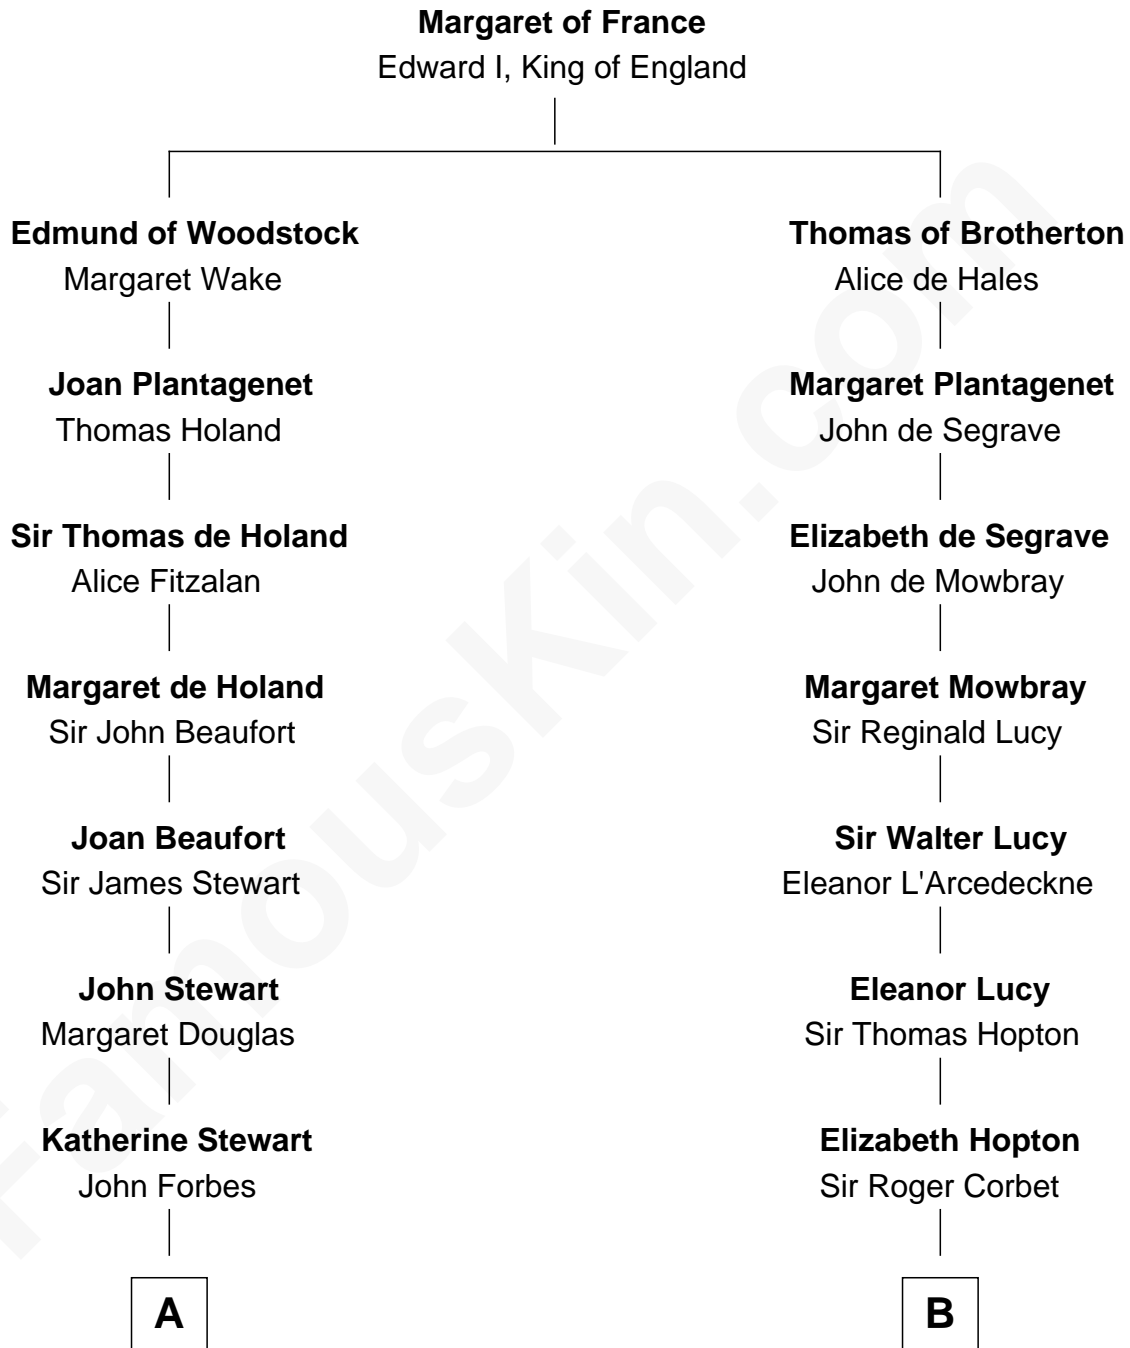 Margaret of France
Edward I, King of England
Edmund of Woodstock
Margaret Wake
Thomas of Brotherton
Alice de Hales
Joan Plantagenet
Thomas Holand
Margaret Plantagenet
John de Segrave
Sir Thomas de Holand
Alice Fitzalan
Elizabeth de Segrave
John de Mowbray
Margaret de Holand
Sir John Beaufort
Margaret Mowbray
Sir Reginald Lucy
Joan Beaufort
Sir James Stewart
Sir Walter Lucy
Eleanor L'Arcedeckne
John Stewart
Margaret Douglas
Eleanor Lucy
Sir Thomas Hopton
Katherine Stewart
John Forbes
Elizabeth Hopton
Sir Roger Corbet
A
B
FamousKin.com